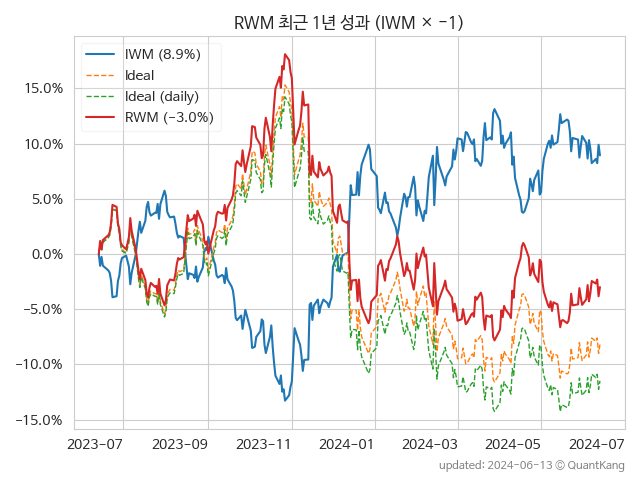 RWM 최근 1년 성과 (IWM × −1)
IWM (8.9%)
Ideal
Ideal (daily)
RWM (−3.0%)
15.0%
10.0%
5.0%
0.0%
−5.0%
−10.0%
−15.0%
2023-07 2023-09 2023-11 2024-01 2024-03 2024-05 2024-07
updated: 2024-06-13 ⓒ QuantKang